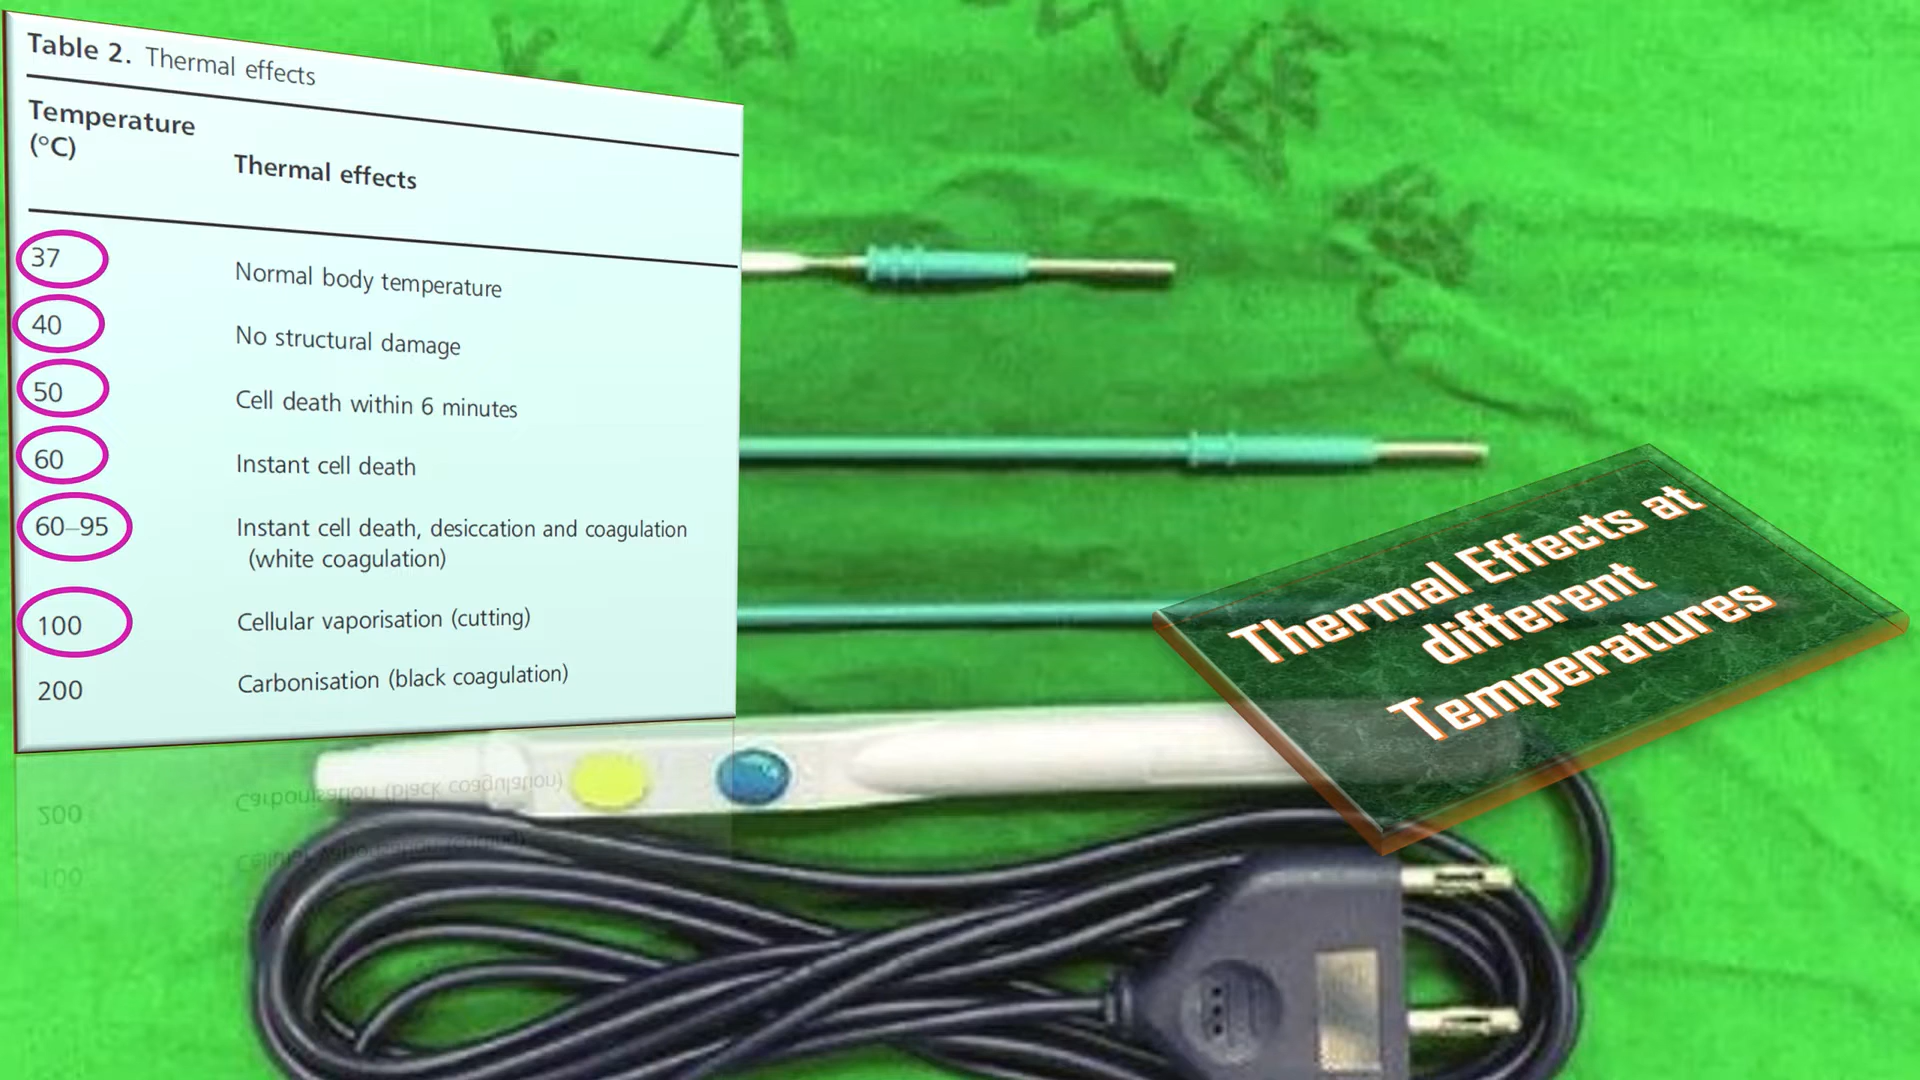 Table 2. Thermal effects
Temperature
(°C)
Thermal effects
37 Normal body temperature
40 No structural damage
50 Cell death within 6 minutes
60 Instant cell death
60–95 Instant cell death, desiccation and coagulation
(white coagulation)
100 Cellular vaporisation (cutting)
200 Carbonisation (black coagulation)
Thermal Effects at
different
Temperatures